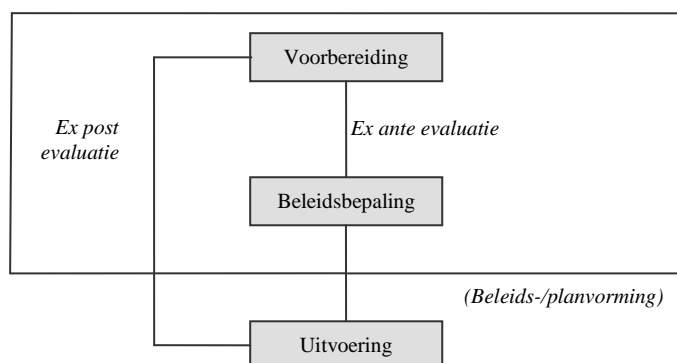 Voorbereiding
Ex post
evaluatie
Ex ante evaluatie
Beleidsbepaling
(Beleids-/planvorming)
Uitvoering